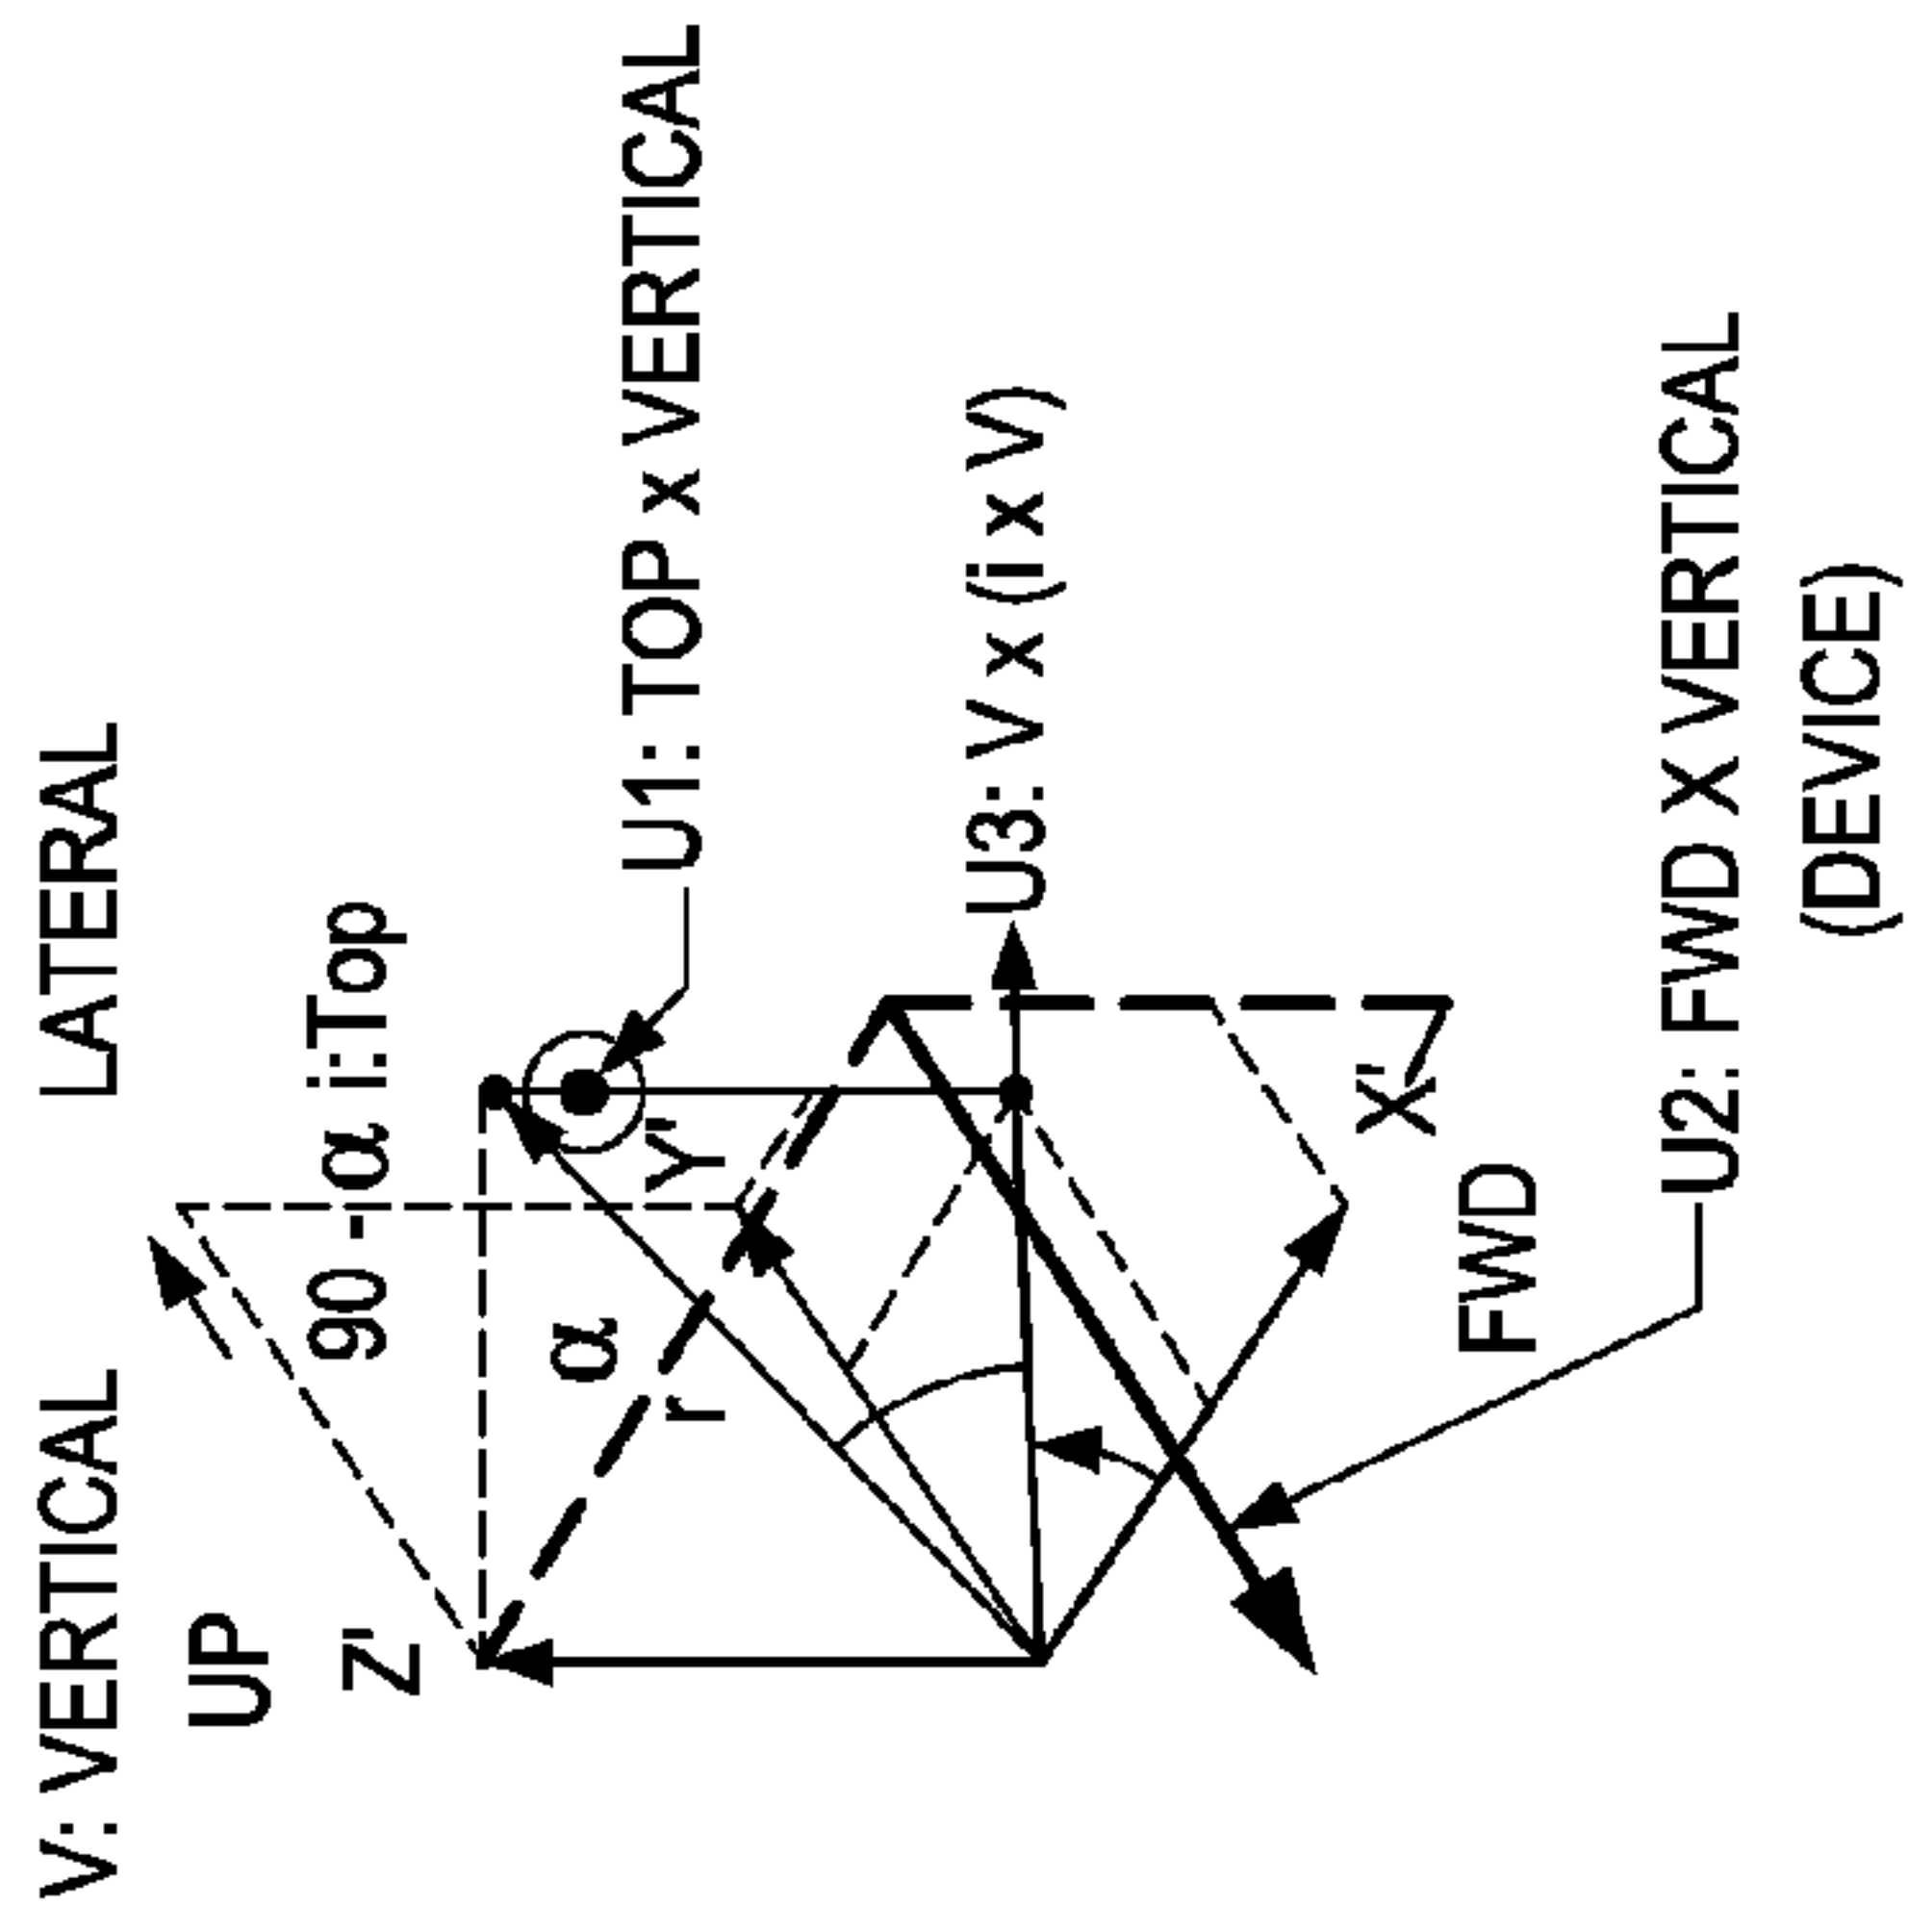 V: VERTICAL
LATERAL
UP
Z'
90 - α i:Top
α
r
Y'
U1: TOP x VERTICAL
U3: V x (i x V)
X'
FWD
U2: FWD X VERTICAL
(DEVICE)